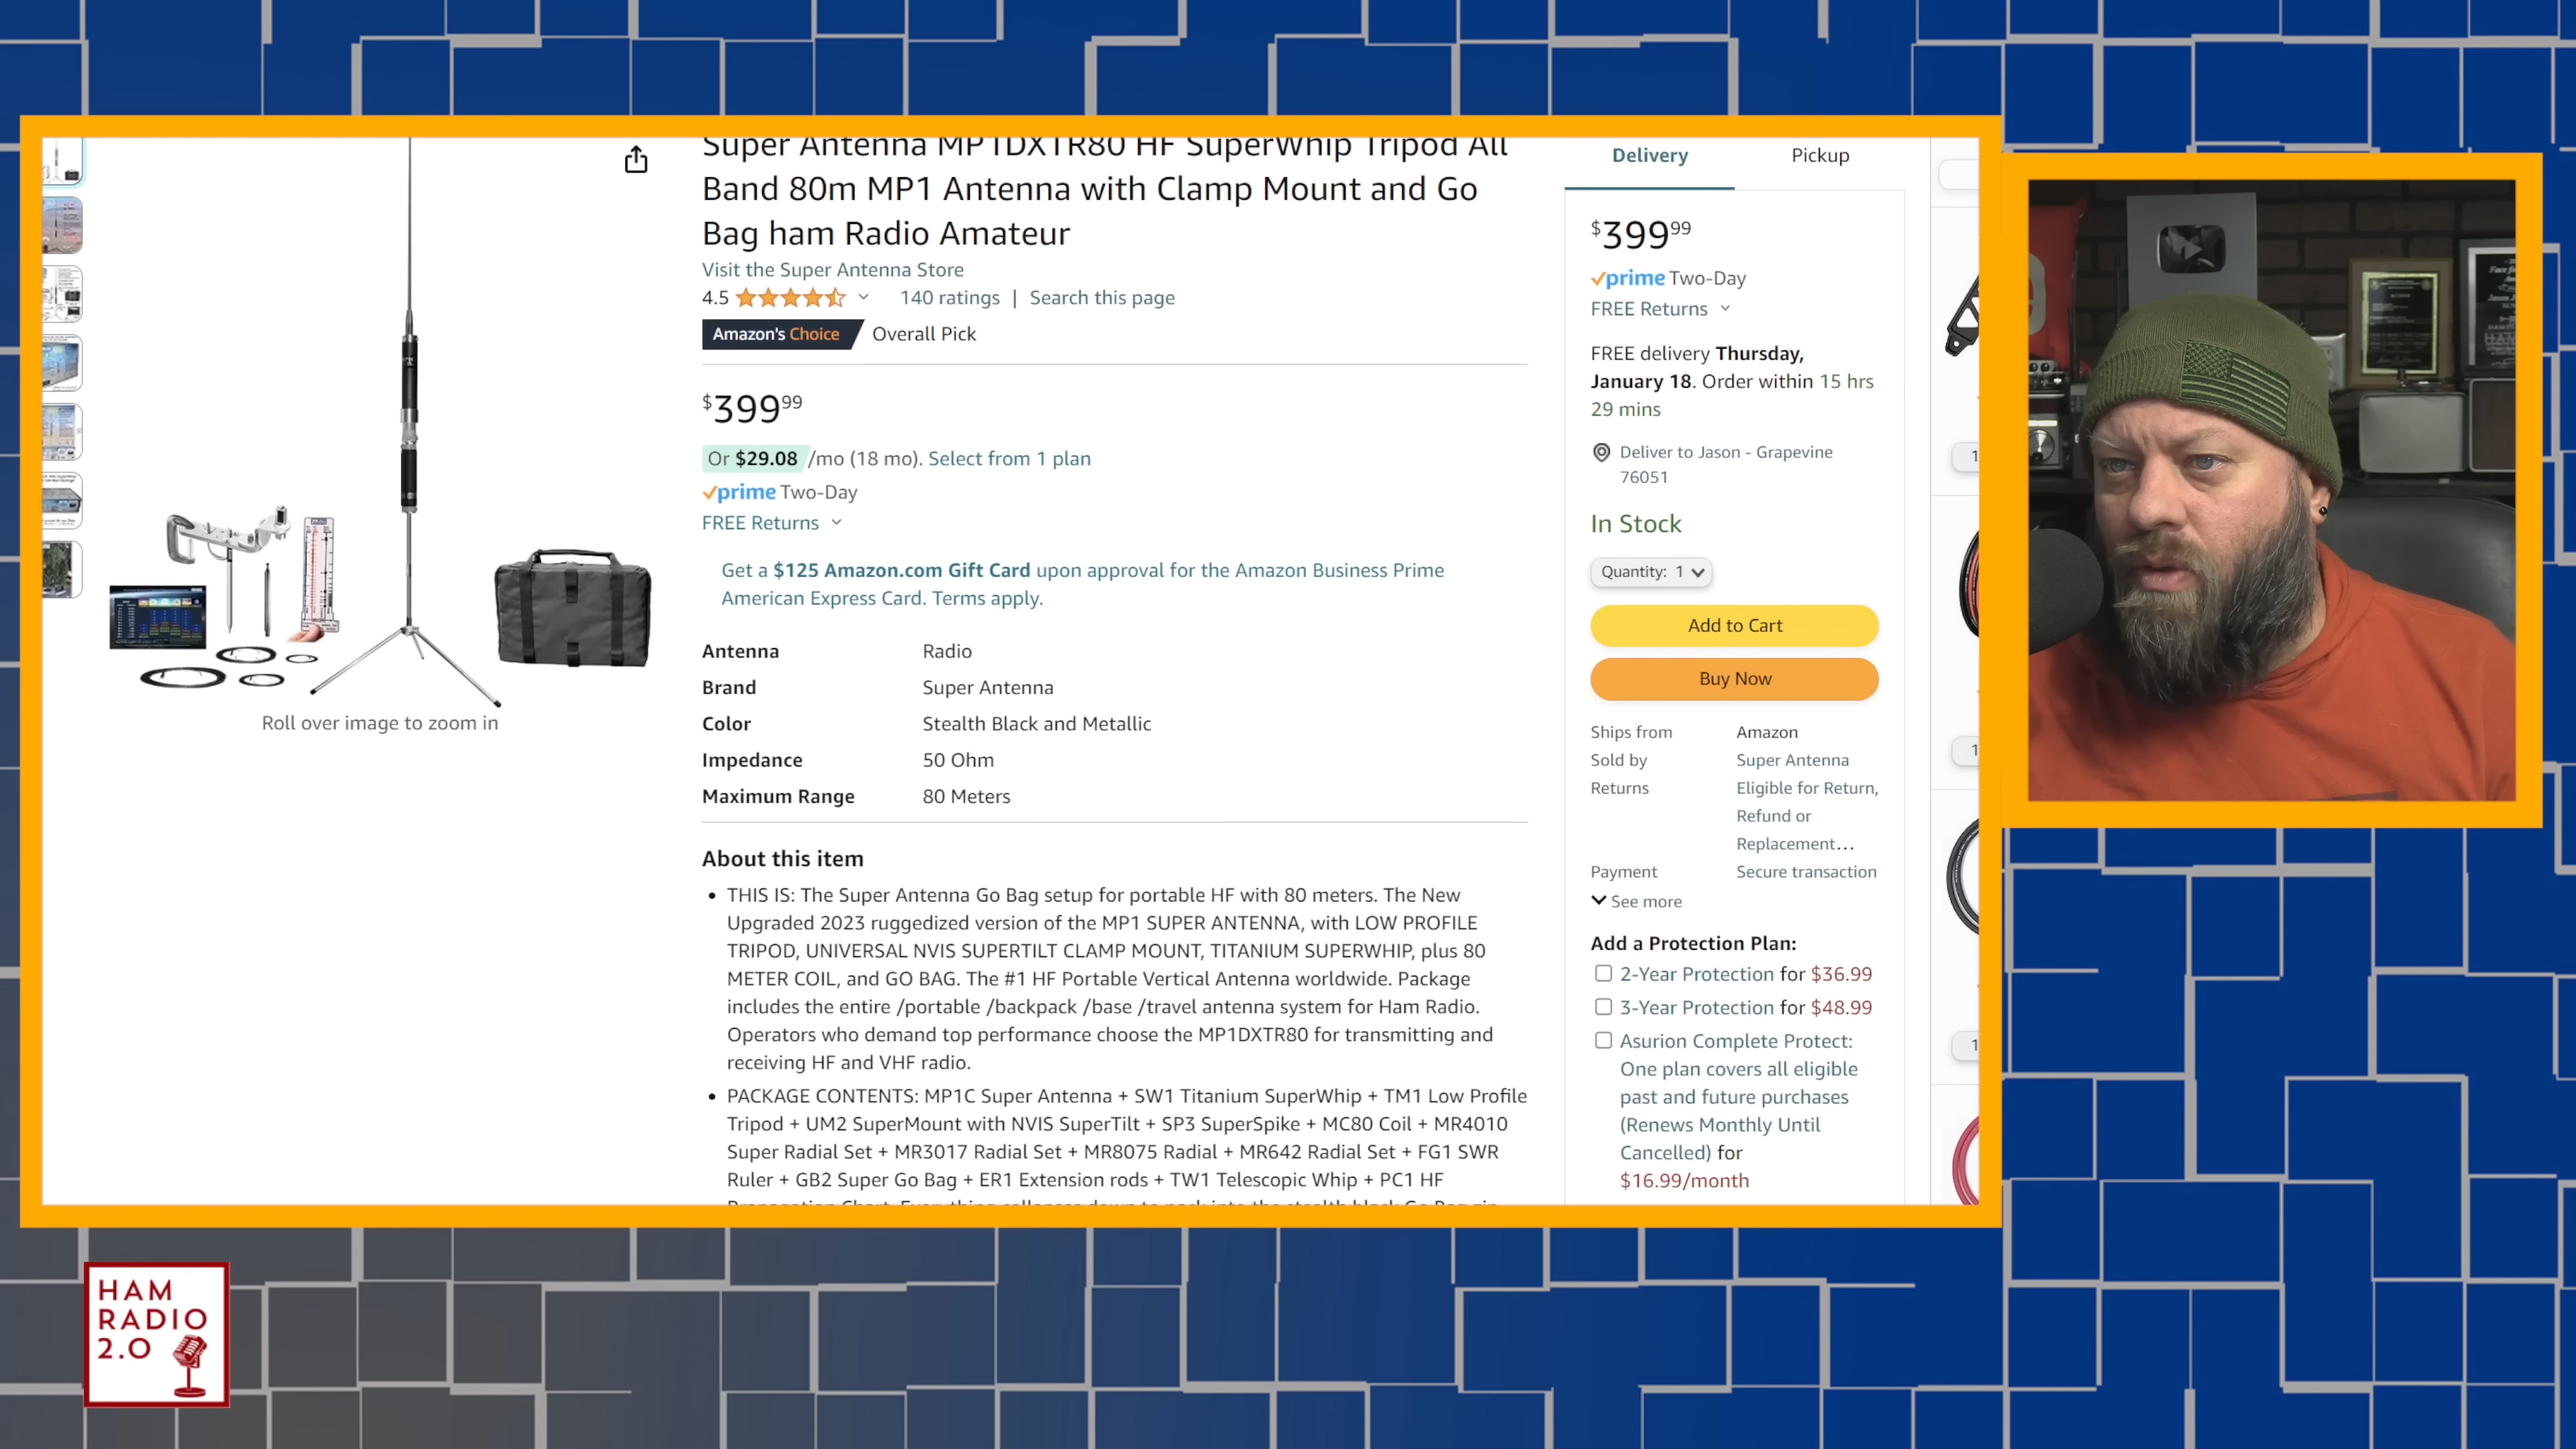 Super Antenna MP1DXTR80 HF SuperWhip Tripod All
Band 80m MP1 Antenna with Clamp Mount and Go
Bag ham Radio Amateur
Visit the Super Antenna Store
4.5 140 ratings | Search this page
Amazon's Choice Overall Pick
$399.99
Or $29.08 /mo (18 mo). Select from 1 plan
prime Two-Day
FREE Returns
Get a $125 Amazon.com Gift Card upon approval for the Amazon Business Prime
American Express Card. Terms apply.
Antenna Radio
Brand Super Antenna
Color Stealth Black and Metallic
Impedance 50 Ohm
Maximum Range 80 Meters
About this item
• THIS IS: The Super Antenna Go Bag setup for portable HF with 80 meters. The New
Upgraded 2023 ruggedized version of the MP1 SUPER ANTENNA, with LOW PROFILE
TRIPOD, UNIVERSAL NVIS SUPERTILT CLAMP MOUNT, TITANIUM SUPERWHIP, plus 80
METER COIL, and GO BAG. The #1 HF Portable Vertical Antenna worldwide. Package
includes the entire /portable /backpack /base /travel antenna system for Ham Radio.
Operators who demand top performance choose the MP1DXTR80 for transmitting and
receiving HF and VHF radio.
• PACKAGE CONTENTS: MP1C Super Antenna + SW1 Titanium SuperWhip + TM1 Low Profile
Tripod + UM2 SuperMount with NVIS SuperTilt + SP3 SuperSpike + MC80 Coil + MR4010
Super Radial Set + MR3017 Radial Set + MR8075 Radial + MR642 Radial Set + FG1 SWR
Ruler + GB2 Super Go Bag + ER1 Extension rods + TW1 Telescopic Whip + PC1 HF
Roll over image to zoom in
Delivery Pickup
$399.99
prime Two-Day
FREE Returns
FREE delivery Thursday,
January 18. Order within 15 hrs
29 mins
Deliver to Jason - Grapevine
76051
In Stock
Quantity: 1
Add to Cart
Buy Now
Ships from Amazon
Sold by Super Antenna
Returns Eligible for Return,
Refund or
Replacement...
Payment Secure transaction
See more
Add a Protection Plan:
2-Year Protection for $36.99
3-Year Protection for $48.99
Asurion Complete Protect:
One plan covers all eligible
past and future purchases
(Renews Monthly Until
Cancelled) for
$16.99/month
1
1
1
HAM
RADIO
2.0